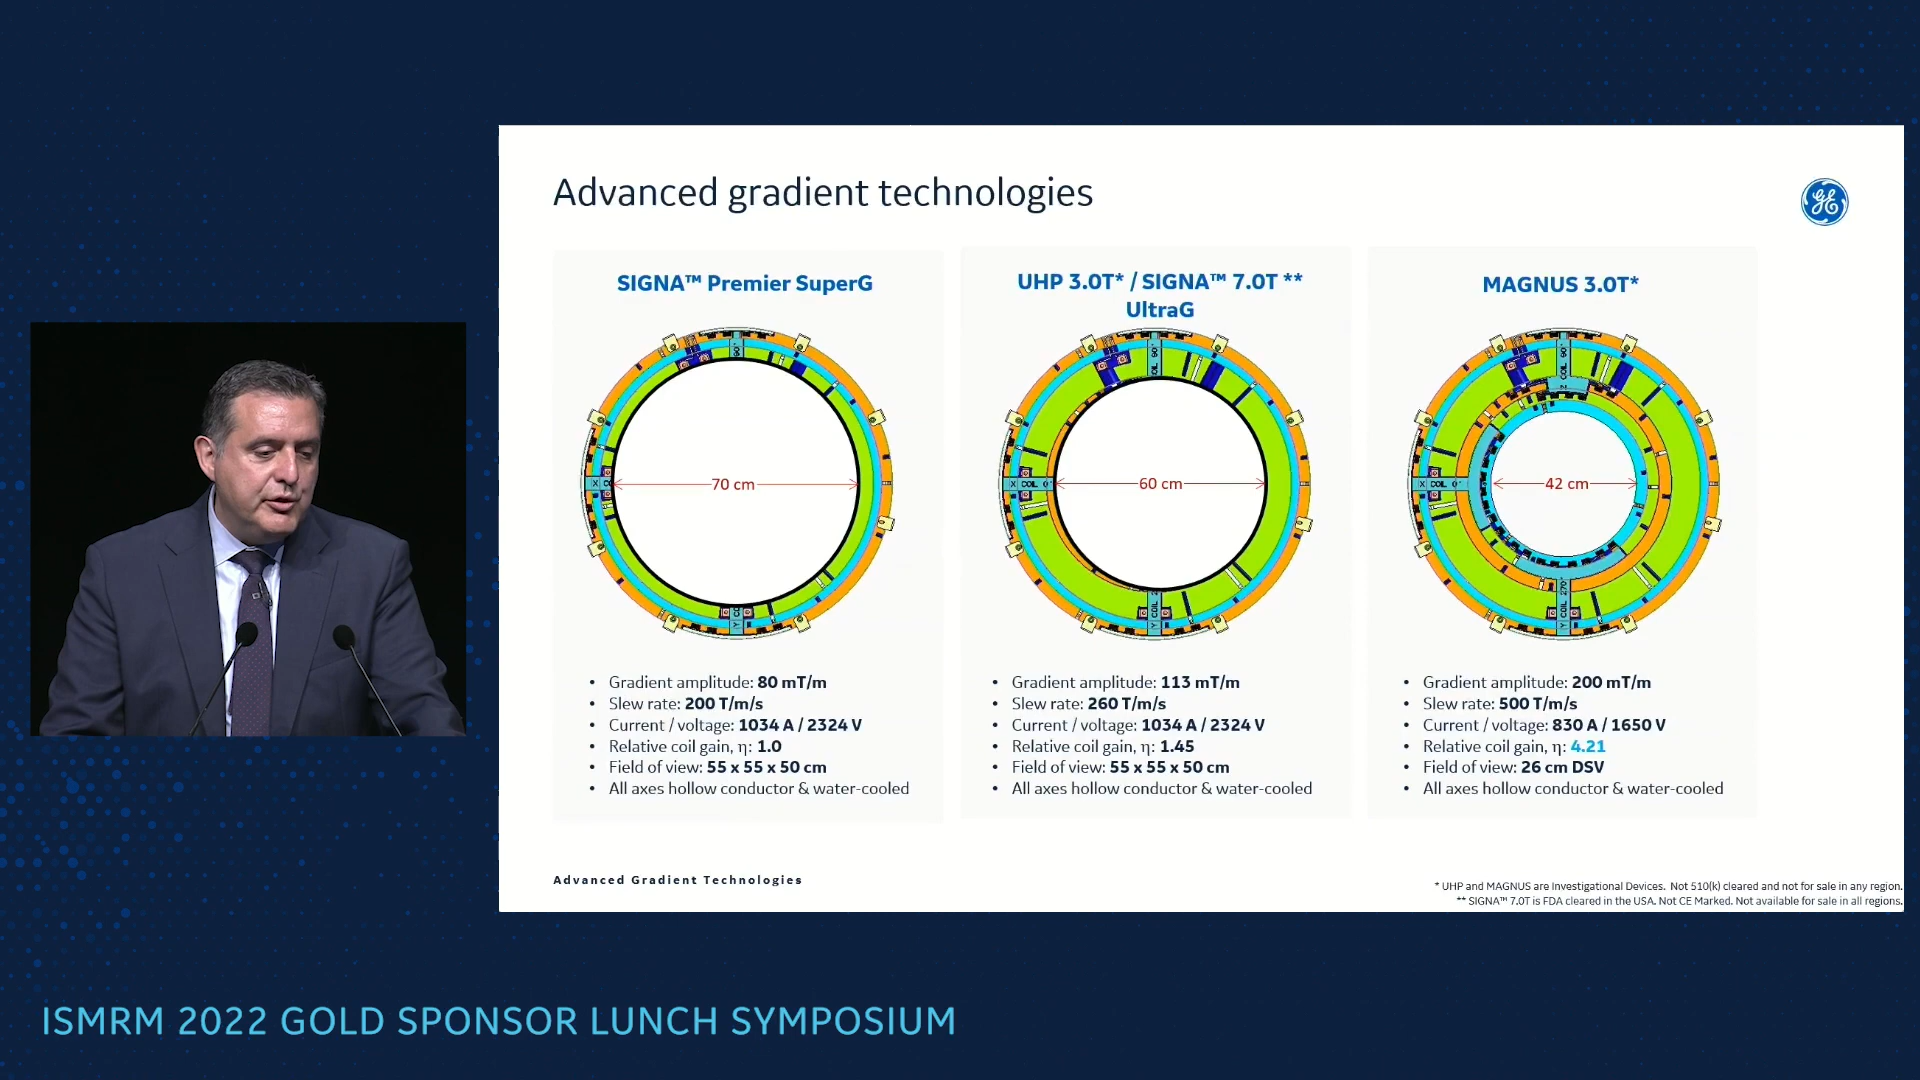 Advanced gradient technologies
GE
SIGNA™ Premier SuperG
70 cm
• Gradient amplitude: 80 mT/m
• Slew rate: 200 T/m/s
• Current / voltage: 1034 A / 2324 V
• Relative coil gain, η: 1.0
• Field of view: 55 x 55 x 50 cm
• All axes hollow conductor & water-cooled
UHP 3.0T* / SIGNA™ 7.0T **
UltraG
60 cm
• Gradient amplitude: 113 mT/m
• Slew rate: 260 T/m/s
• Current / voltage: 1034 A / 2324 V
• Relative coil gain, η: 1.45
• Field of view: 55 x 55 x 50 cm
• All axes hollow conductor & water-cooled
MAGNUS 3.0T*
42 cm
• Gradient amplitude: 200 mT/m
• Slew rate: 500 T/m/s
• Current / voltage: 830 A / 1650 V
• Relative coil gain, η: 4.21
• Field of view: 26 cm DSV
• All axes hollow conductor & water-cooled
Advanced Gradient Technologies
* UHP and MAGNUS are Investigational Devices. Not 510(k) cleared and not for sale in any region.
** SIGNA™ 7.0T is FDA cleared in the USA. Not CE Marked. Not available for sale in all regions.
ISMRM 2022 GOLD SPONSOR LUNCH SYMPOSIUM